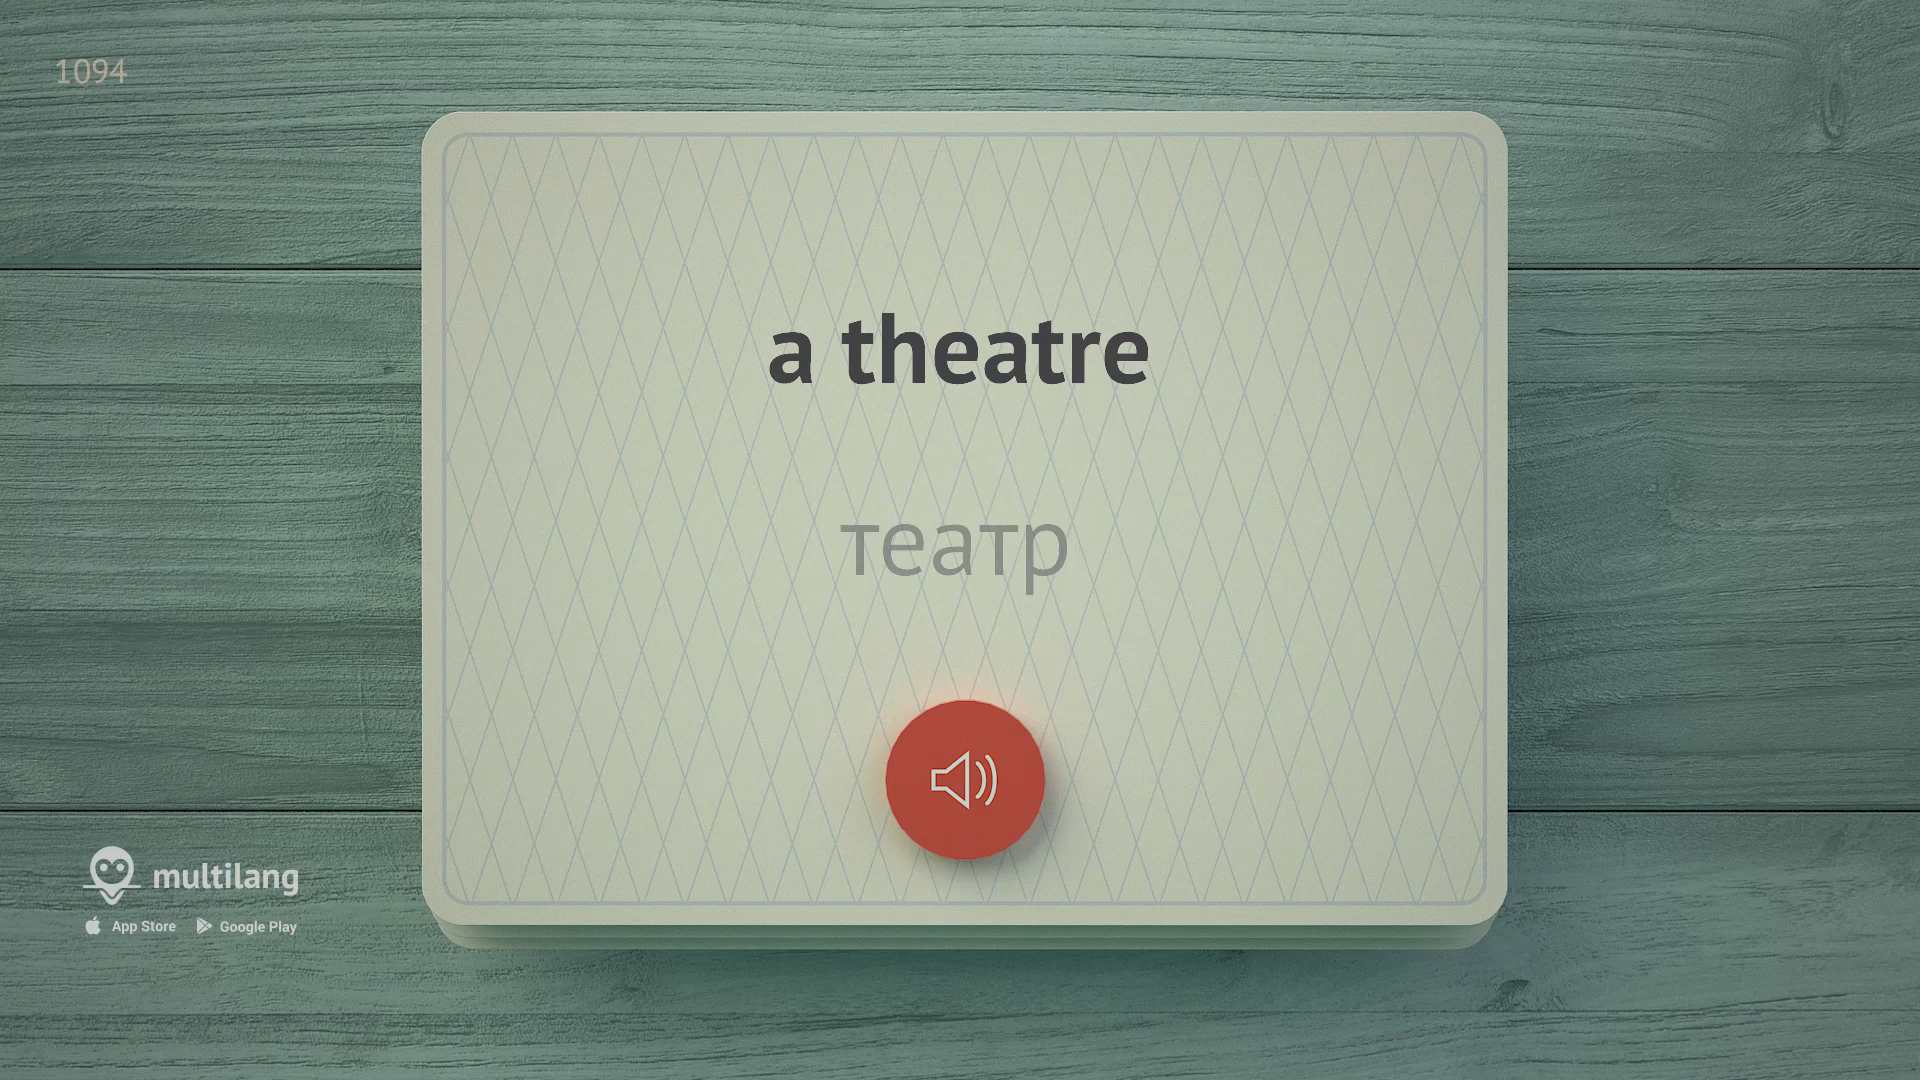 1094
a theatre
театр
multilang
App Store
Google Play